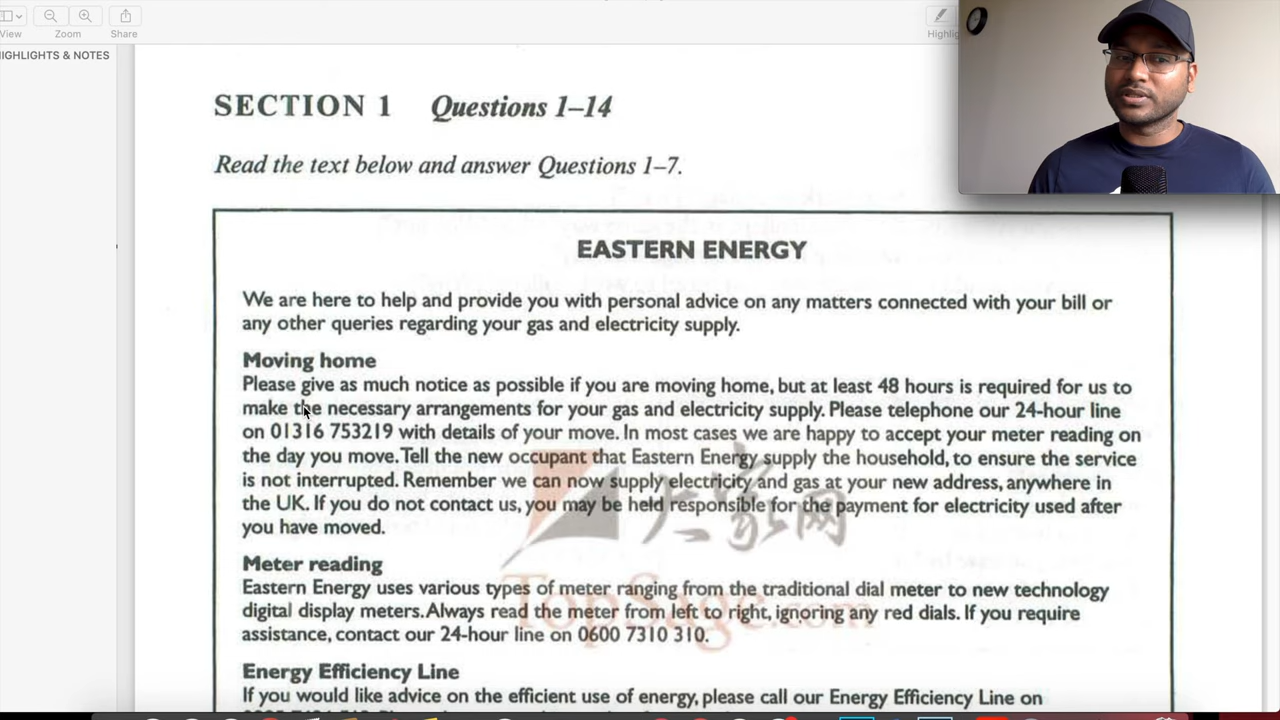 View
Zoom
Share
HIGHLIGHTS & NOTES
SECTION 1 Questions 1–14
Read the text below and answer Questions 1–7.
EASTERN ENERGY
We are here to help and provide you with personal advice on any matters connected with your bill or
any other queries regarding your gas and electricity supply.
Moving home
Please give as much notice as possible if you are moving home, but at least 48 hours is required for us to
make the necessary arrangements for your gas and electricity supply. Please telephone our 24-hour line
on 01316 753219 with details of your move. In most cases we are happy to accept your meter reading on
the day you move. Tell the new occupant that Eastern Energy supply the household, to ensure the service
is not interrupted. Remember we can now supply electricity and gas at your new address, anywhere in
the UK. If you do not contact us, you may be held responsible for the payment for electricity used after
you have moved.
大家网
TopSage.com
Meter reading
Eastern Energy uses various types of meter ranging from the traditional dial meter to new technology
digital display meters. Always read the meter from left to right, ignoring any red dials. If you require
assistance, contact our 24-hour line on 0600 7310 310.
Energy Efficiency Line
If you would like advice on the efficient use of energy, please call our Energy Efficiency Line on